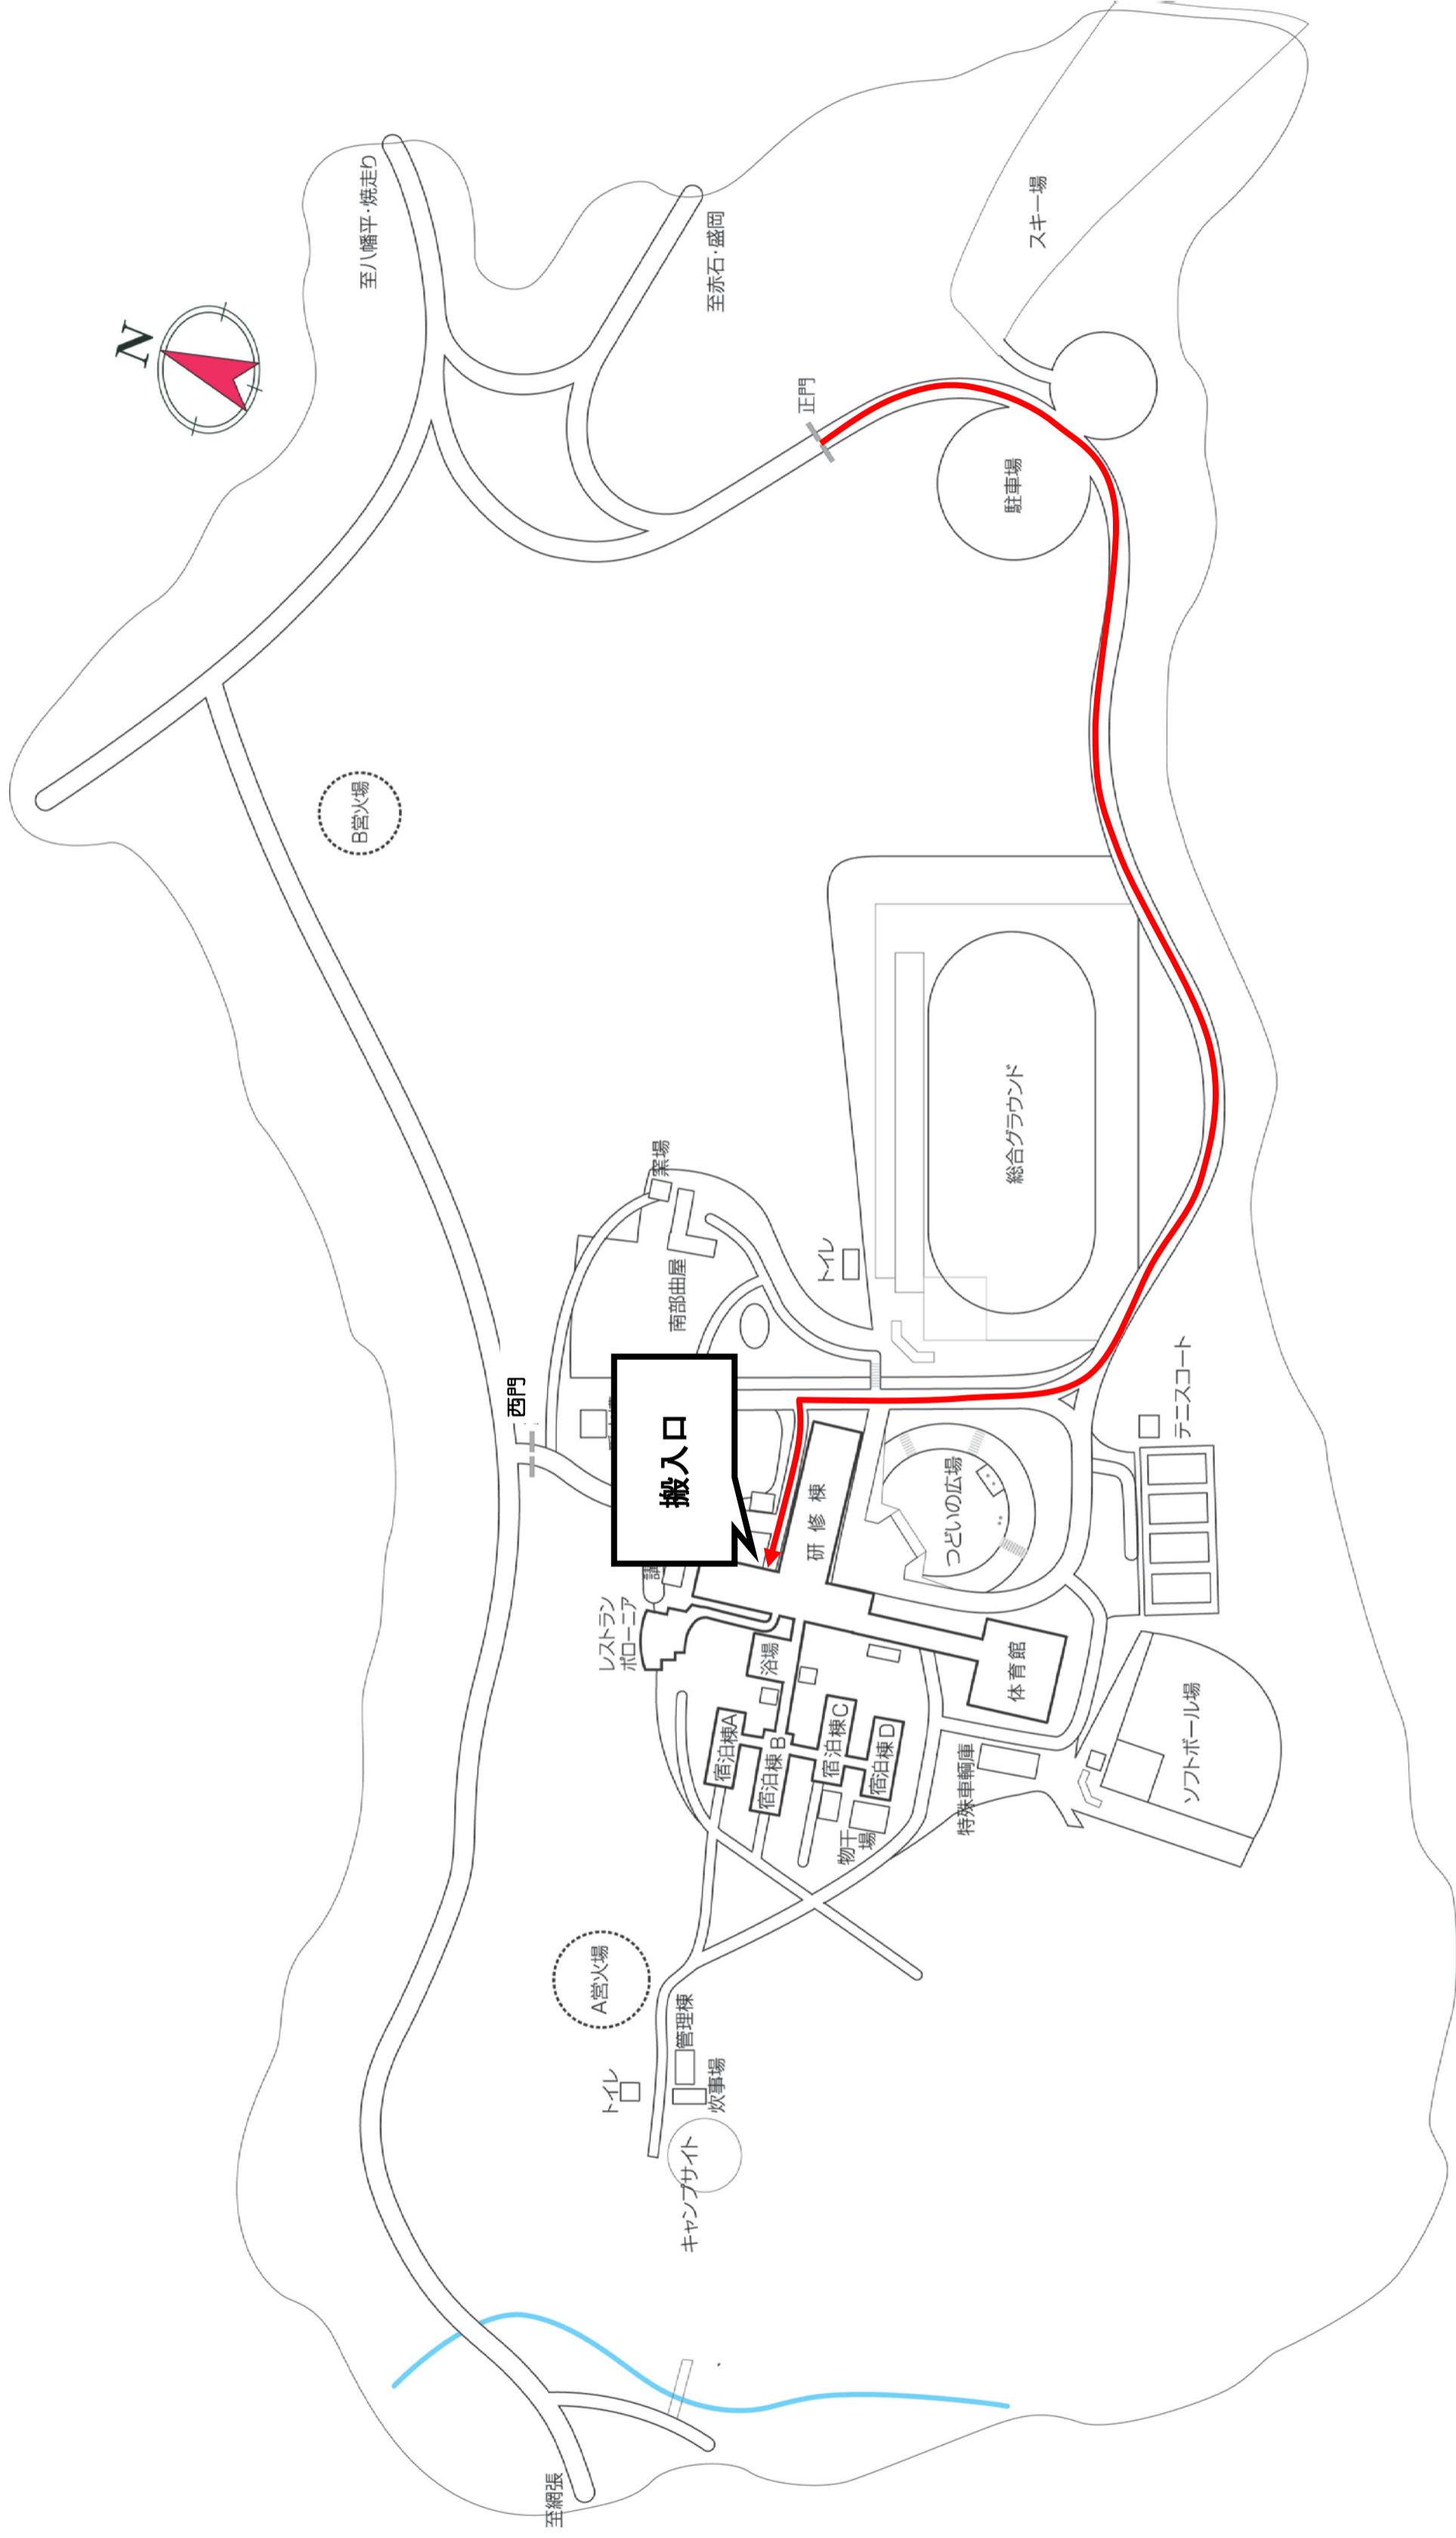 N
至八幡平・焼走り
至赤石・盛岡
スキー場
正門
駐車場
B営火場
総合グラウンド
窯場
南部曲屋
トイレ
西門
搬入口
テニスコート
研修棟
つどいの広場
レストラン
ポローニア
浴場
体育館
宿泊棟A
宿泊棟B
宿泊棟C
宿泊棟D
物干
場
特殊車輌庫
ソフトボール場
A営火場
管理棟
炊事場
トイレ
キャンプサイト
至網張